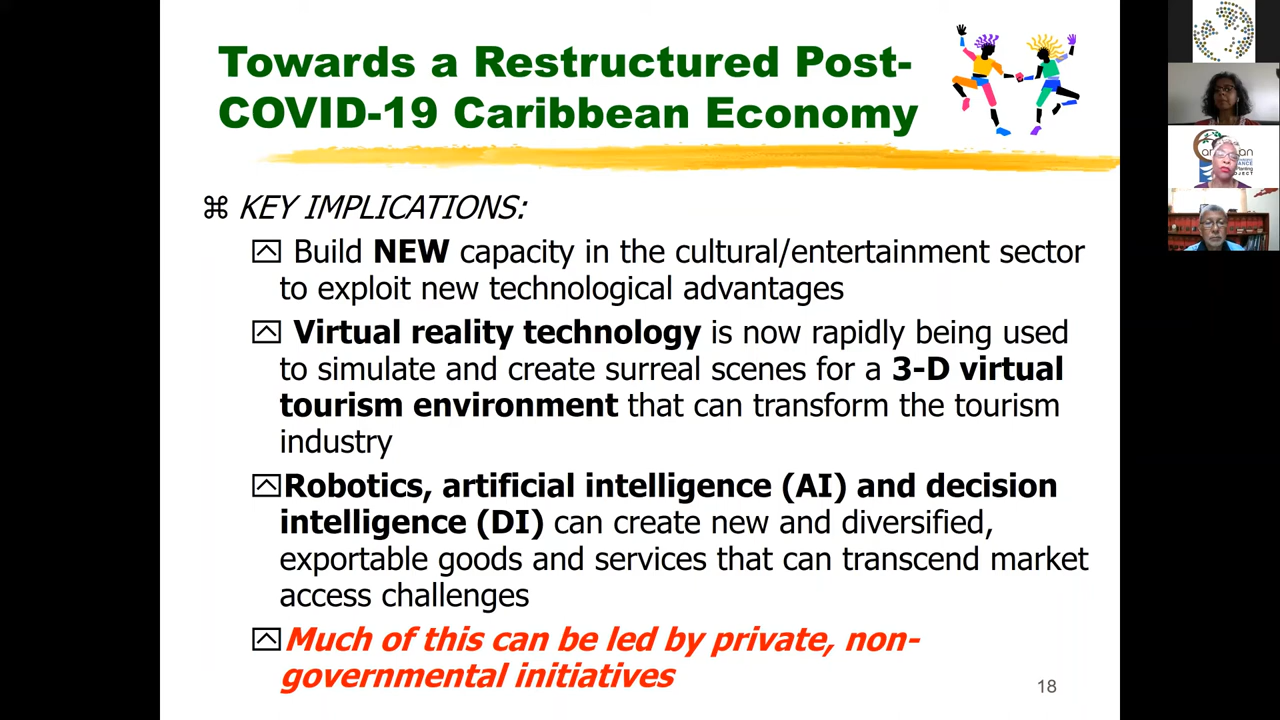 Towards a Restructured Post-
COVID-19 Caribbean Economy
KEY IMPLICATIONS:
Build NEW capacity in the cultural/entertainment sector
to exploit new technological advantages
Virtual reality technology is now rapidly being used
to simulate and create surreal scenes for a 3-D virtual
tourism environment that can transform the tourism
industry
Robotics, artificial intelligence (AI) and decision
intelligence (DI) can create new and diversified,
exportable goods and services that can transcend market
access challenges
Much of this can be led by private, non-
governmental initiatives
18